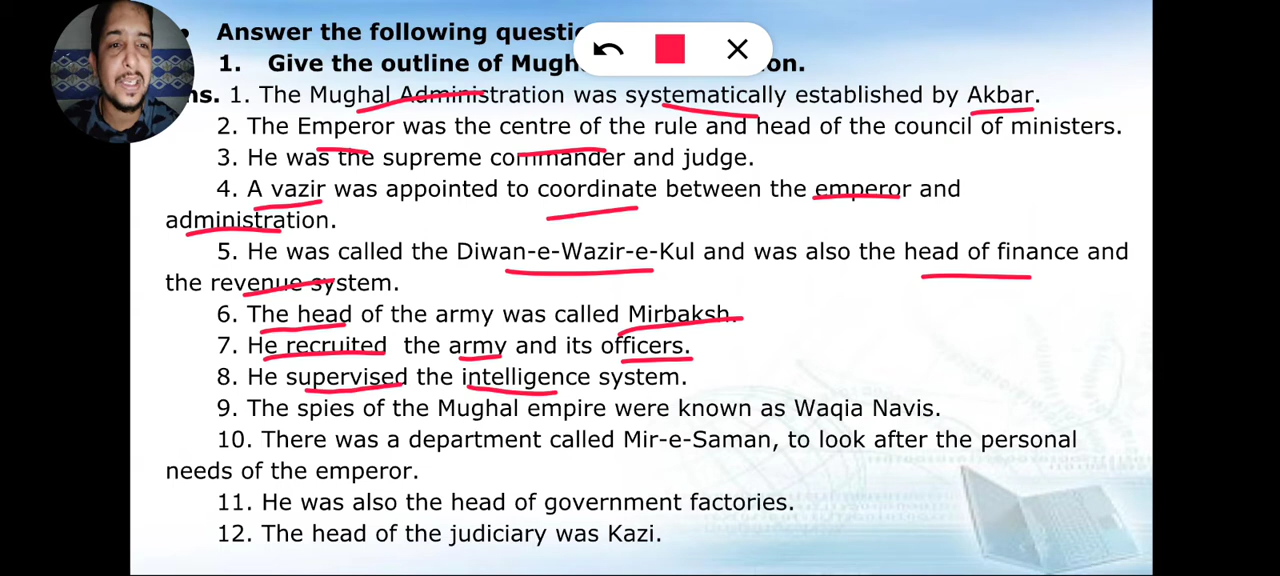 Answer the following
1. Give the outline of
1. The Mughal Administration was systematically established by Akbar.
2. The Emperor was the centre of the rule and head of the council of ministers.
3. He was the supreme commander and judge.
4. A vazir was appointed to coordinate between the emperor and
administration.
5. He was called the Diwan-e-Wazir-e-Kul and was also the head of finance and
the revenue system.
6. The head of the army was called Mirbaksh.
7. He recruited the army and its officers.
8. He supervised the intelligence system.
9. The spies of the Mughal empire were known as Waqia Navis.
10. There was a department called Mir-e-Saman, to look after the personal
needs of the emperor.
11. He was also the head of government factories.
12. The head of the judiciary was Kazi.